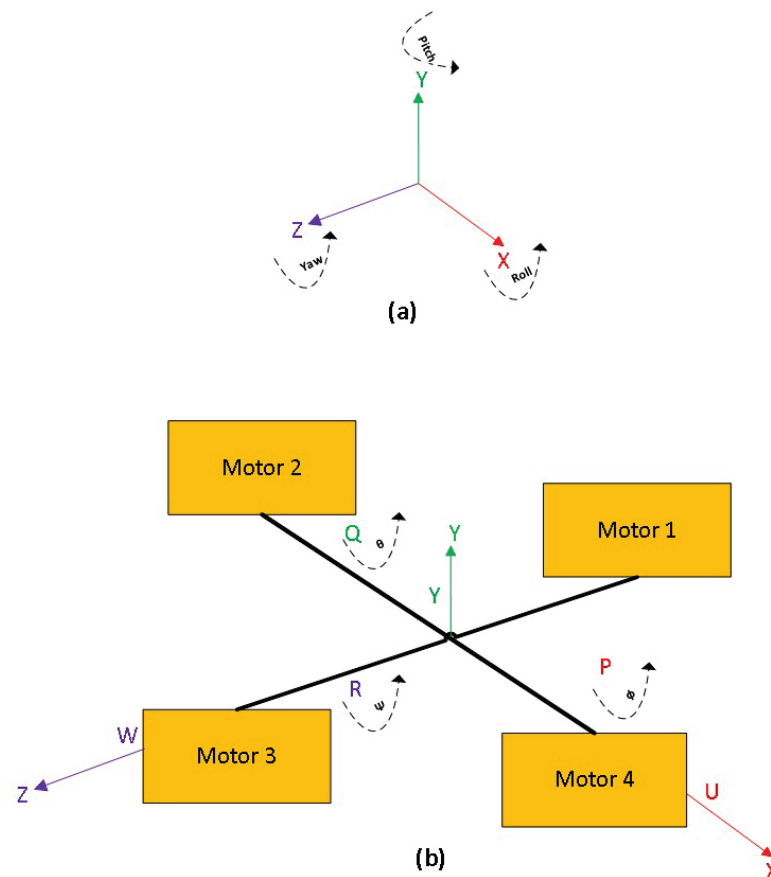 Pitch
Y
Z
Yaw
X
Roll
(a)
Motor 2
Motor 1
Q
θ
Y
Y
P
φ
R
Ψ
W
Motor 3
Motor 4
U
Z
X
(b)